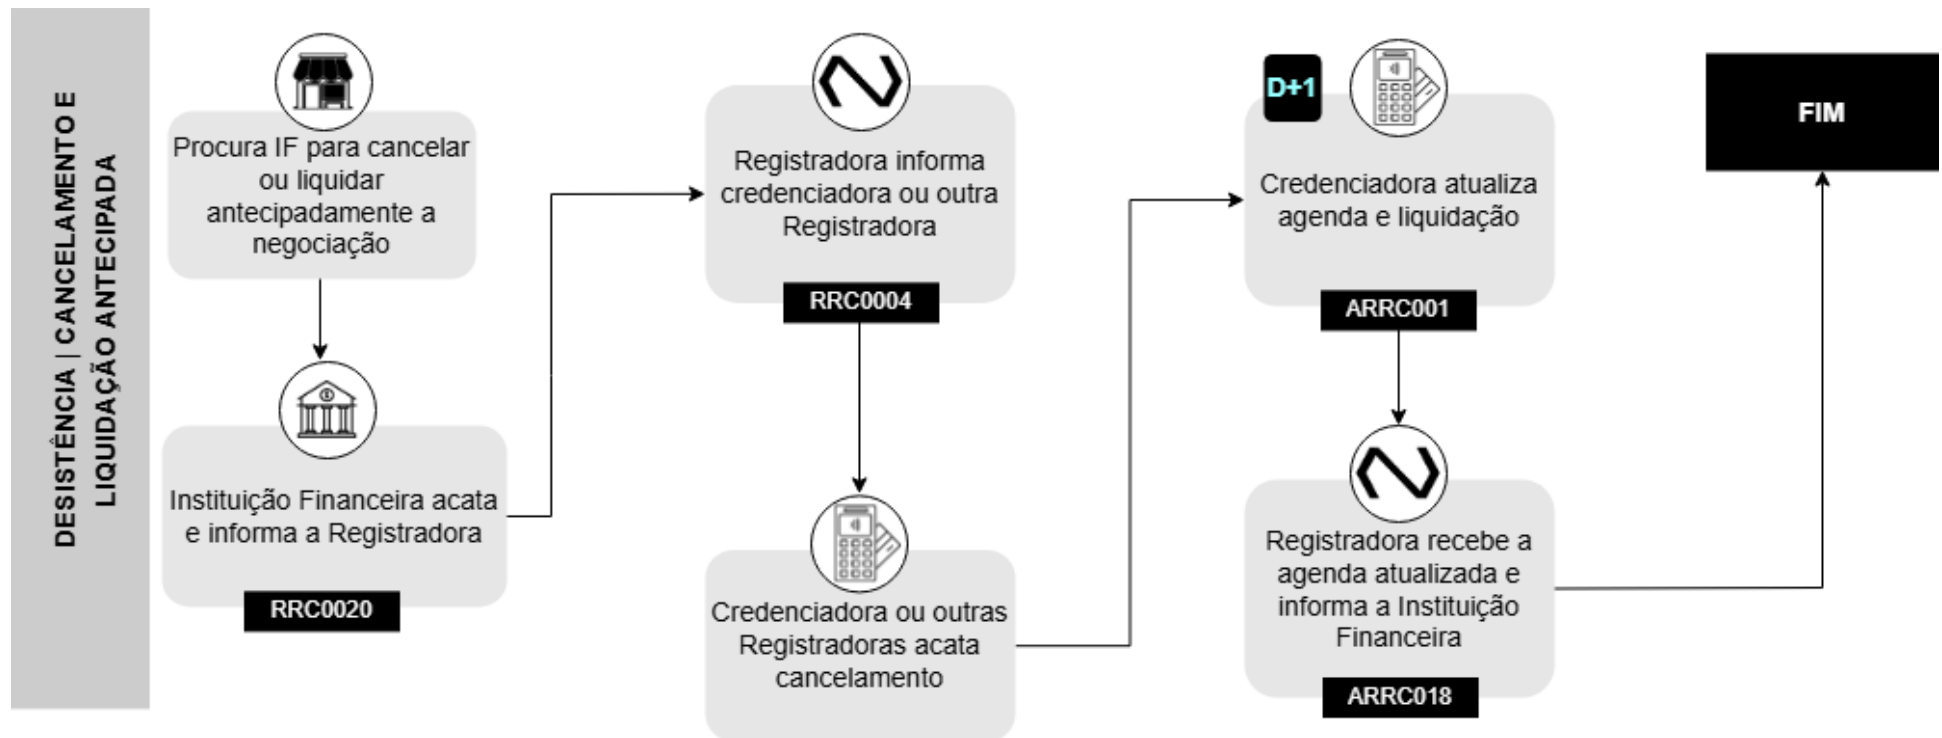 DESISTÊNCIA | CANCELAMENTO E
LIQUIDAÇÃO ANTECIPADA
Procura IF para cancelar
ou liquidar
antecipadamente a
negociação
Instituição Financeira acata
e informa a Registradora
RRC0020
Registradora informa
credenciadora ou outra
Registradora
RRC0004
Credenciadora ou outras
Registradoras acata
cancelamento
D+1
Credenciadora atualiza
agenda e liquidação
ARRC001
Registradora recebe a
agenda atualizada e
informa a Instituição
Financeira
ARRC018
FIM